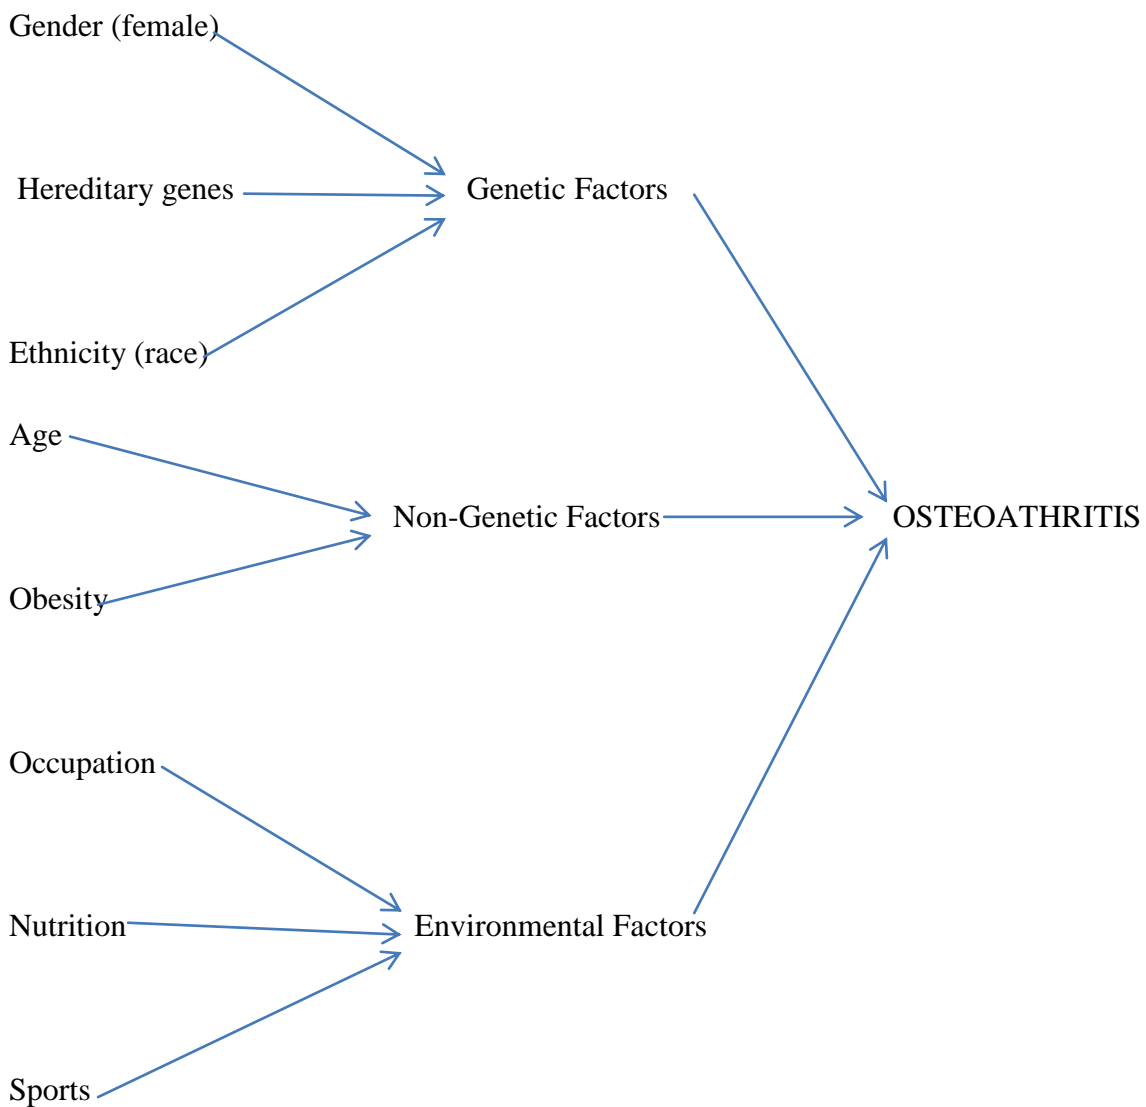 Gender (female)
Hereditary genes
Genetic Factors
Ethnicity (race)
Age
Non-Genetic Factors
OSTEOATHRITIS
Obesity
Occupation
Nutrition
Environmental Factors
Sports